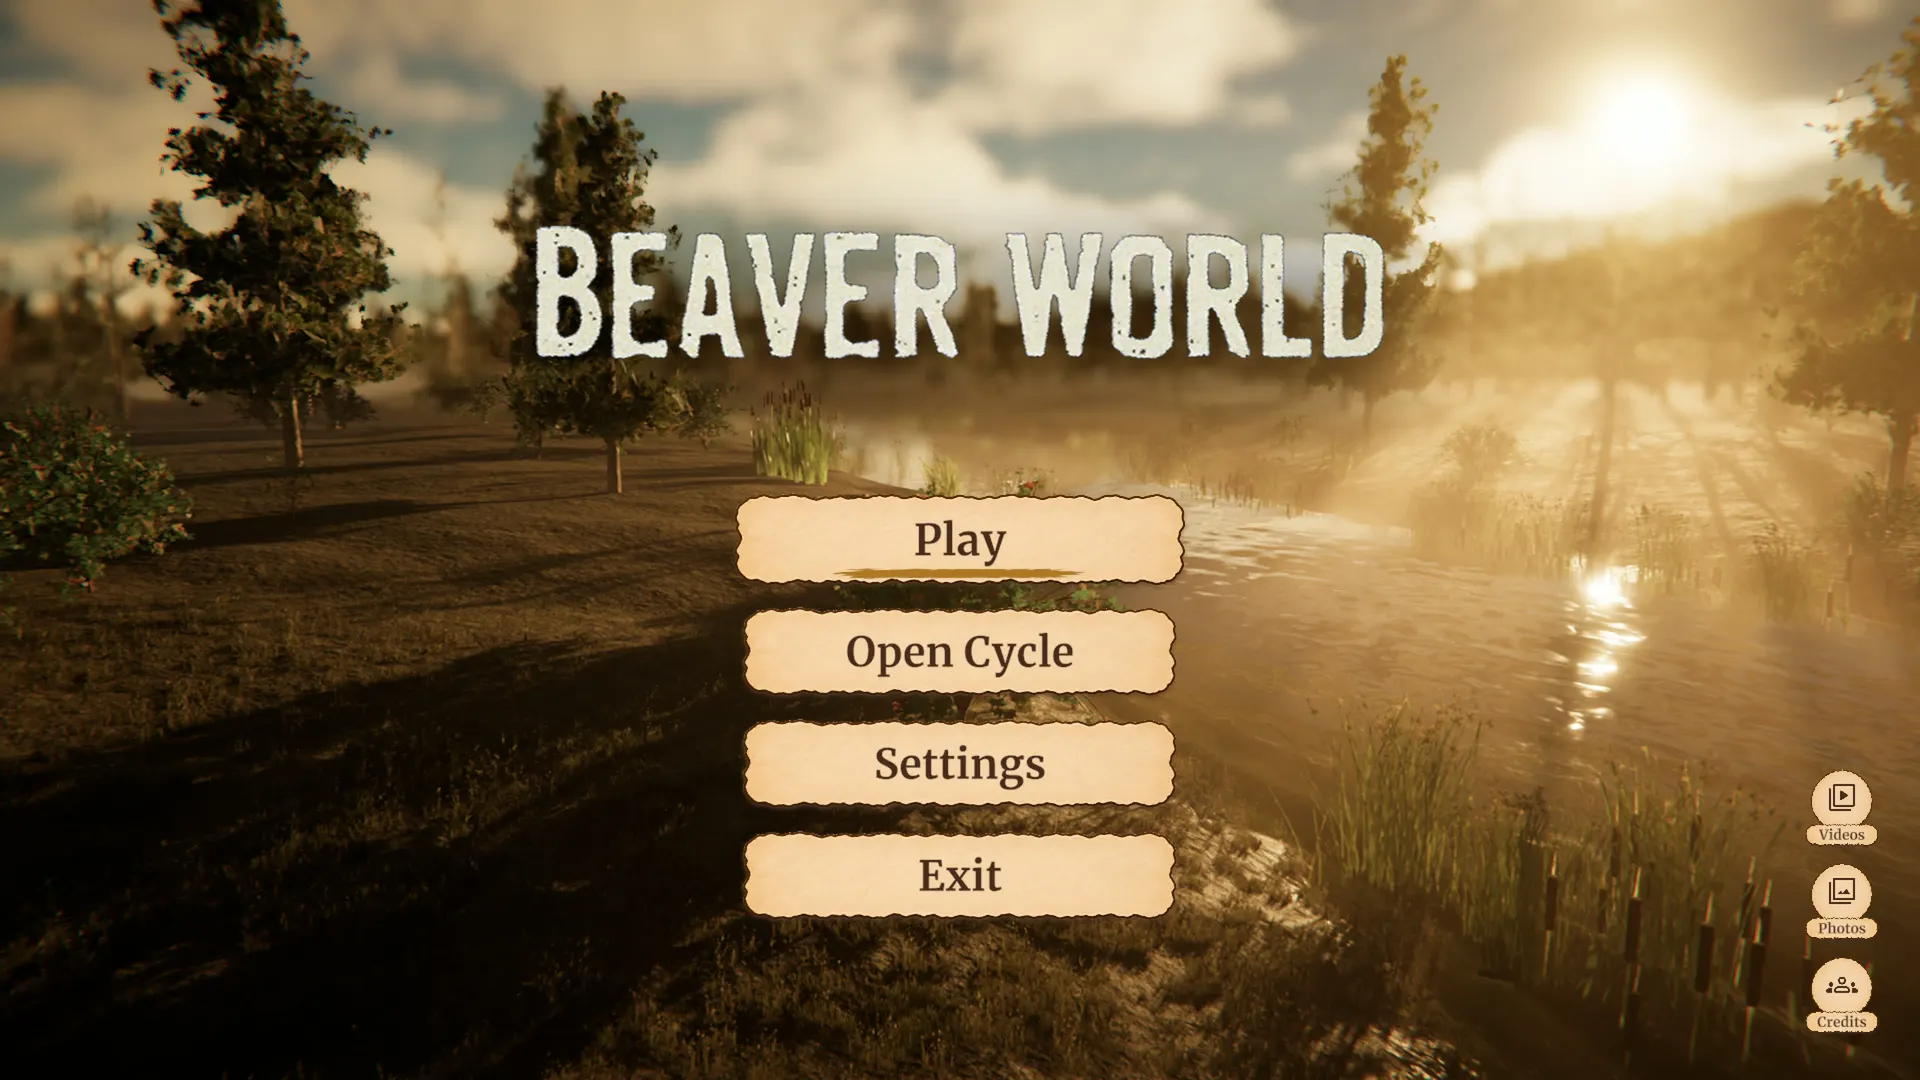 BEAVER WORLD
Play
Open Cycle
Settings
Exit
Videos
Photos
Credits